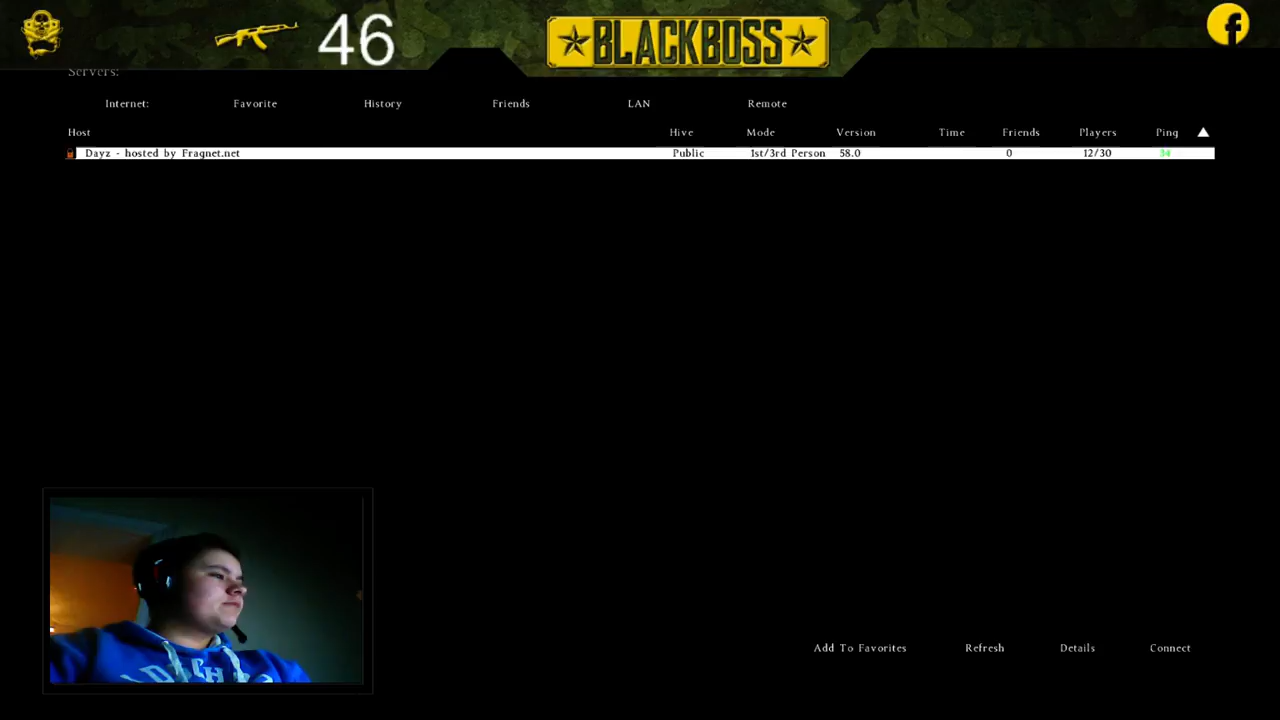 46
BLACKBOSS
Servers:
Internet: Favorite History Friends LAN Remote
Host Hive Mode Version Time Friends Players Ping
Dayz - hosted by Fragnet.net Public 1st/3rd Person 58.0 0 12/30 34
Add To Favorites Refresh Details Connect